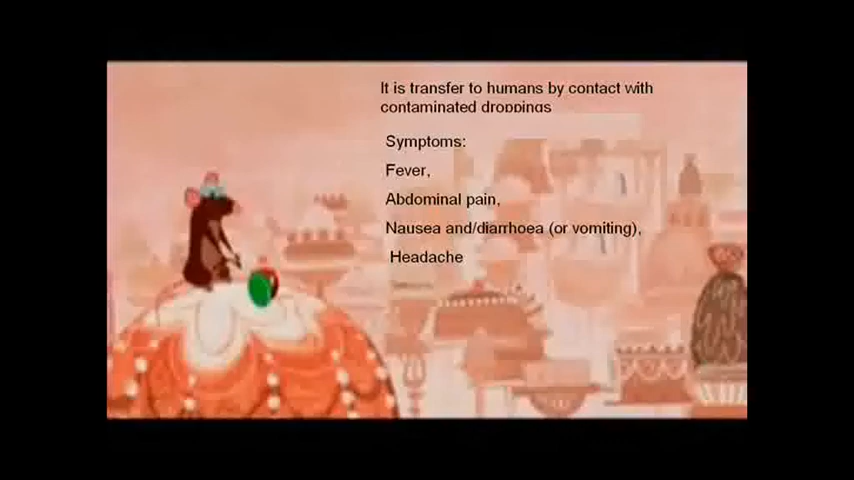 It is transfer to humans by contact with
contaminated droppings
Symptoms:
Fever,
Abdominal pain,
Nausea and/diarrhoea (or vomiting),
Headache